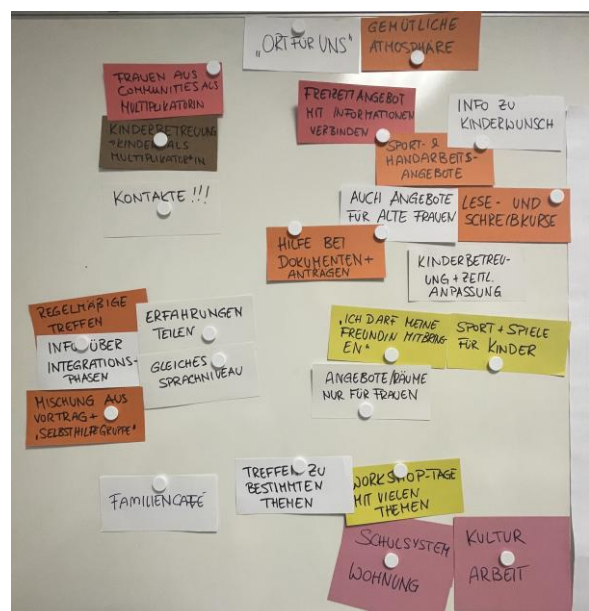 „ORT FÜR UNS"
GEMÜTLICHE
ATMOSPHÄRE
FRAUEN AUS
COMMUNITIES ALS
MULTIPLIKATORIN
KINDERBETREUUNG
+ KINDER ALS
MULTIPLIKATOR*IN
KONTAKTE !!!
FREIZEITANGEBOT
MIT INFORMATIONEN
VERBINDEN
INFO ZU
KINDERWUNSCH
SPORT- &
HANDARBEITS-
ANGEBOTE
AUCH ANGEBOTE
FÜR ALTE FRAUEN
LESE- UND
SCHREIBKURSE
HILFE BEI
DOKUMENTEN +
ANTRÄGEN
KINDERBETREU-
UNG + ZEITL.
ANPASSUNG
REGELMÄßIGE
TREFFEN
ERFAHRUNGEN
TEILEN
INFO ÜBER
INTEGRATIONS-
PHASEN
GLEICHES
SPRACHNIVEAU
MISCHUNG AUS
VORTRAG +
„SELBSTHILFEGRUPPE"
„ICH DARF MEINE
FREUNDIN MITBRING
EN"
SPORT + SPIELE
FÜR KINDER
ANGEBOTE/RÄUME
NUR FÜR FRAUEN
FAMILIENCAFÉ
TREFFEN ZU
BESTIMMTEN
THEMEN
WORKSHOP-TAGE
MIT VIELEN
THEMEN
SCHULSYSTEM
WOHNUNG
KULTUR
ARBEIT